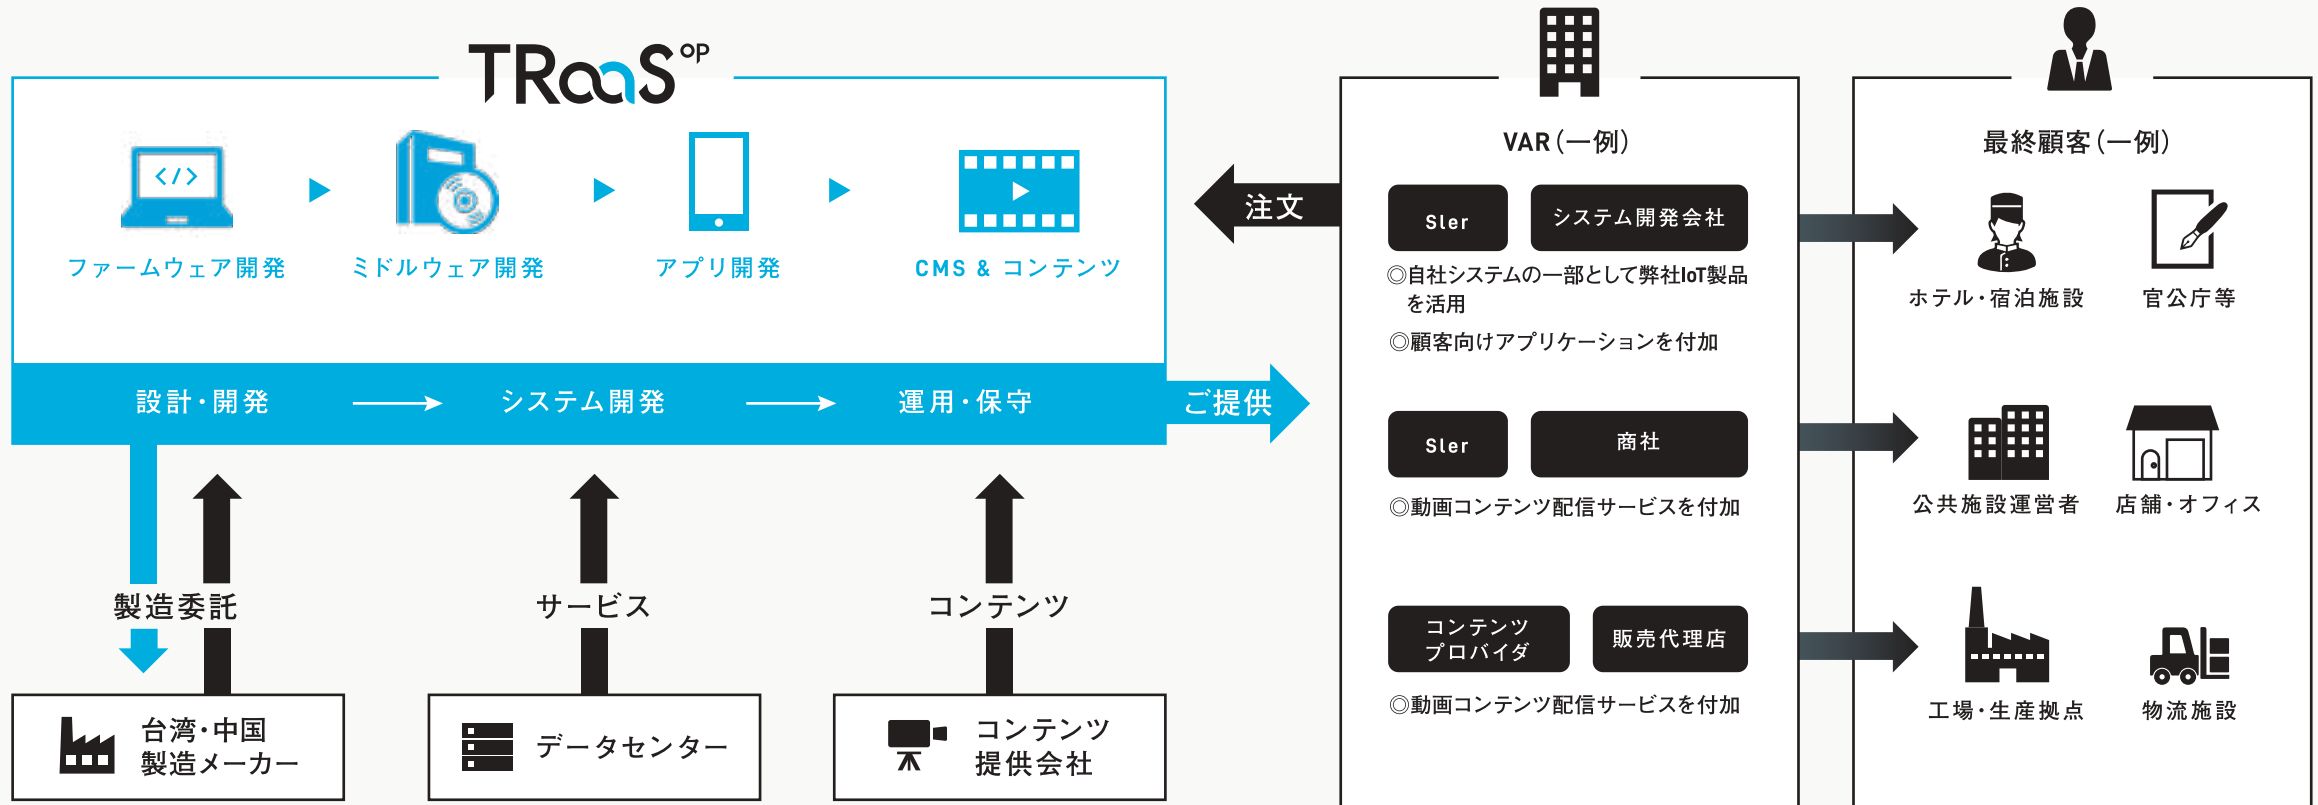 TRaaS OP
ファームウェア開発
ミドルウェア開発
アプリ開発
CMS & コンテンツ
設計・開発
システム開発
運用・保守
ご提供
注文
製造委託
サービス
コンテンツ
台湾・中国
製造メーカー
データセンター
コンテンツ
提供会社
VAR（一例）
SIer
システム開発会社
◎自社システムの一部として弊社IoT製品
を活用
◎顧客向けアプリケーションを付加
SIer
商社
◎動画コンテンツ配信サービスを付加
コンテンツ
プロバイダ
販売代理店
◎動画コンテンツ配信サービスを付加
最終顧客（一例）
ホテル・宿泊施設
官公庁等
公共施設運営者
店舗・オフィス
工場・生産拠点
物流施設